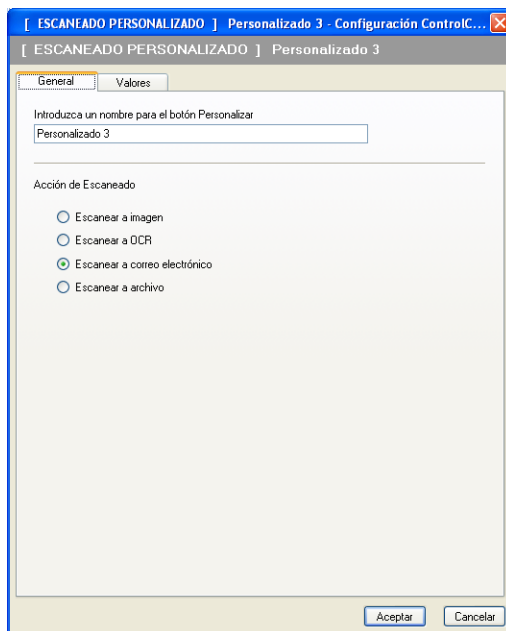 [ ESCANEADO PERSONALIZADO ] Personalizado 3 - Configuración ControlC...
[ ESCANEADO PERSONALIZADO ] Personalizado 3
General Valores
Introduzca un nombre para el botón Personalizar
Personalizado 3
Acción de Escaneado
Escanear a imagen
Escanear a OCR
Escanear a correo electrónico
Escanear a archivo
Aceptar Cancelar